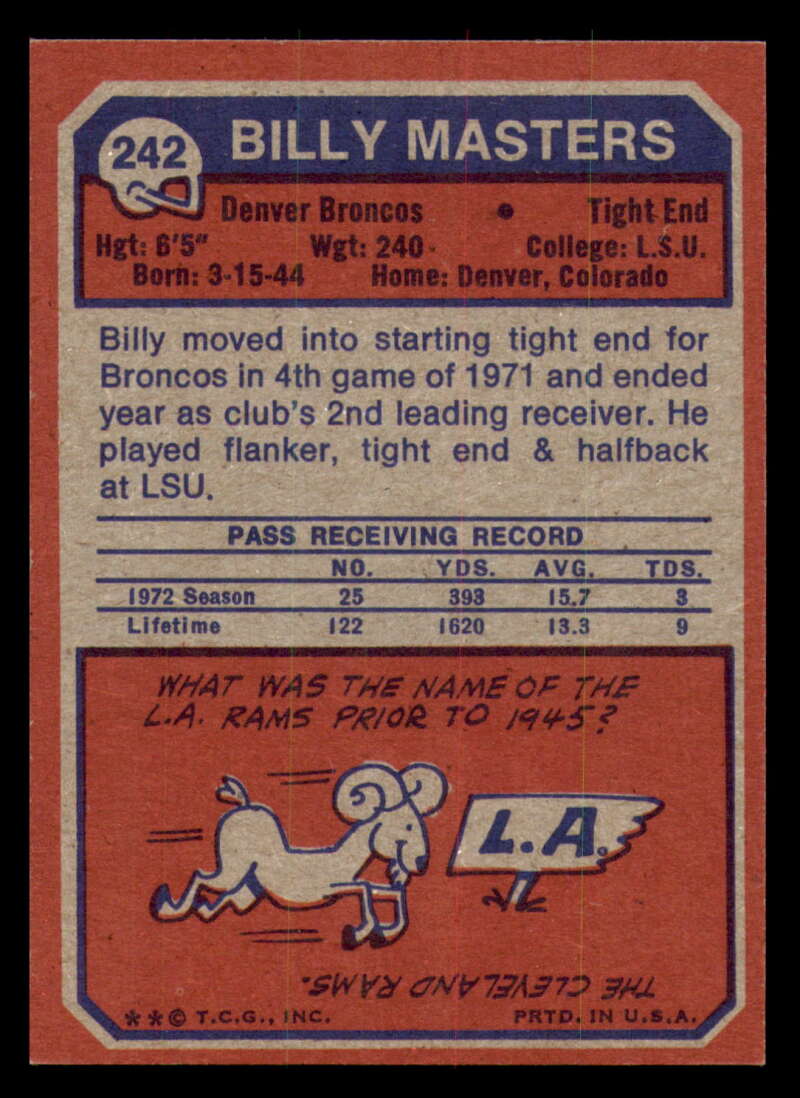 242 BILLY MASTERS
Denver Broncos • Tight End
Hgt: 6'5" Wgt: 240 College: L.S.U.
Born: 3-15-44 Home: Denver, Colorado
Billy moved into starting tight end for
Broncos in 4th game of 1971 and ended
year as club's 2nd leading receiver. He
played flanker, tight end & halfback
at LSU.
PASS RECEIVING RECORD
NO. YDS. AVG. TDS.
1972 Season 25 393 15.7 3
Lifetime 122 1620 13.3 9
WHAT WAS THE NAME OF THE
L.A. RAMS PRIOR TO 1945?
L.A.
THE CLEVELAND RAMS.
**© T.C.G., INC. PRTD. IN U.S.A.